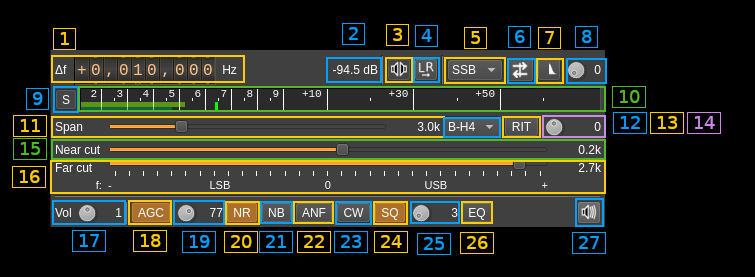 1 2 3 4 5 6 7 8
Δf +0,010,000 Hz -94.5 dB LR SSB 0
9 S 2 3 4 5 6 7 8 9 +10 +30 +50 10
11 Span 3.0k B-H4 RIT 0 12 13 14
15 Near cut 0.2k
16 Far cut 2.7k
f: - LSB 0 USB +
Vol 1 AGC 77 NR NB ANF CW SQ 3 EQ
17 18 19 20 21 22 23 24 25 26 27